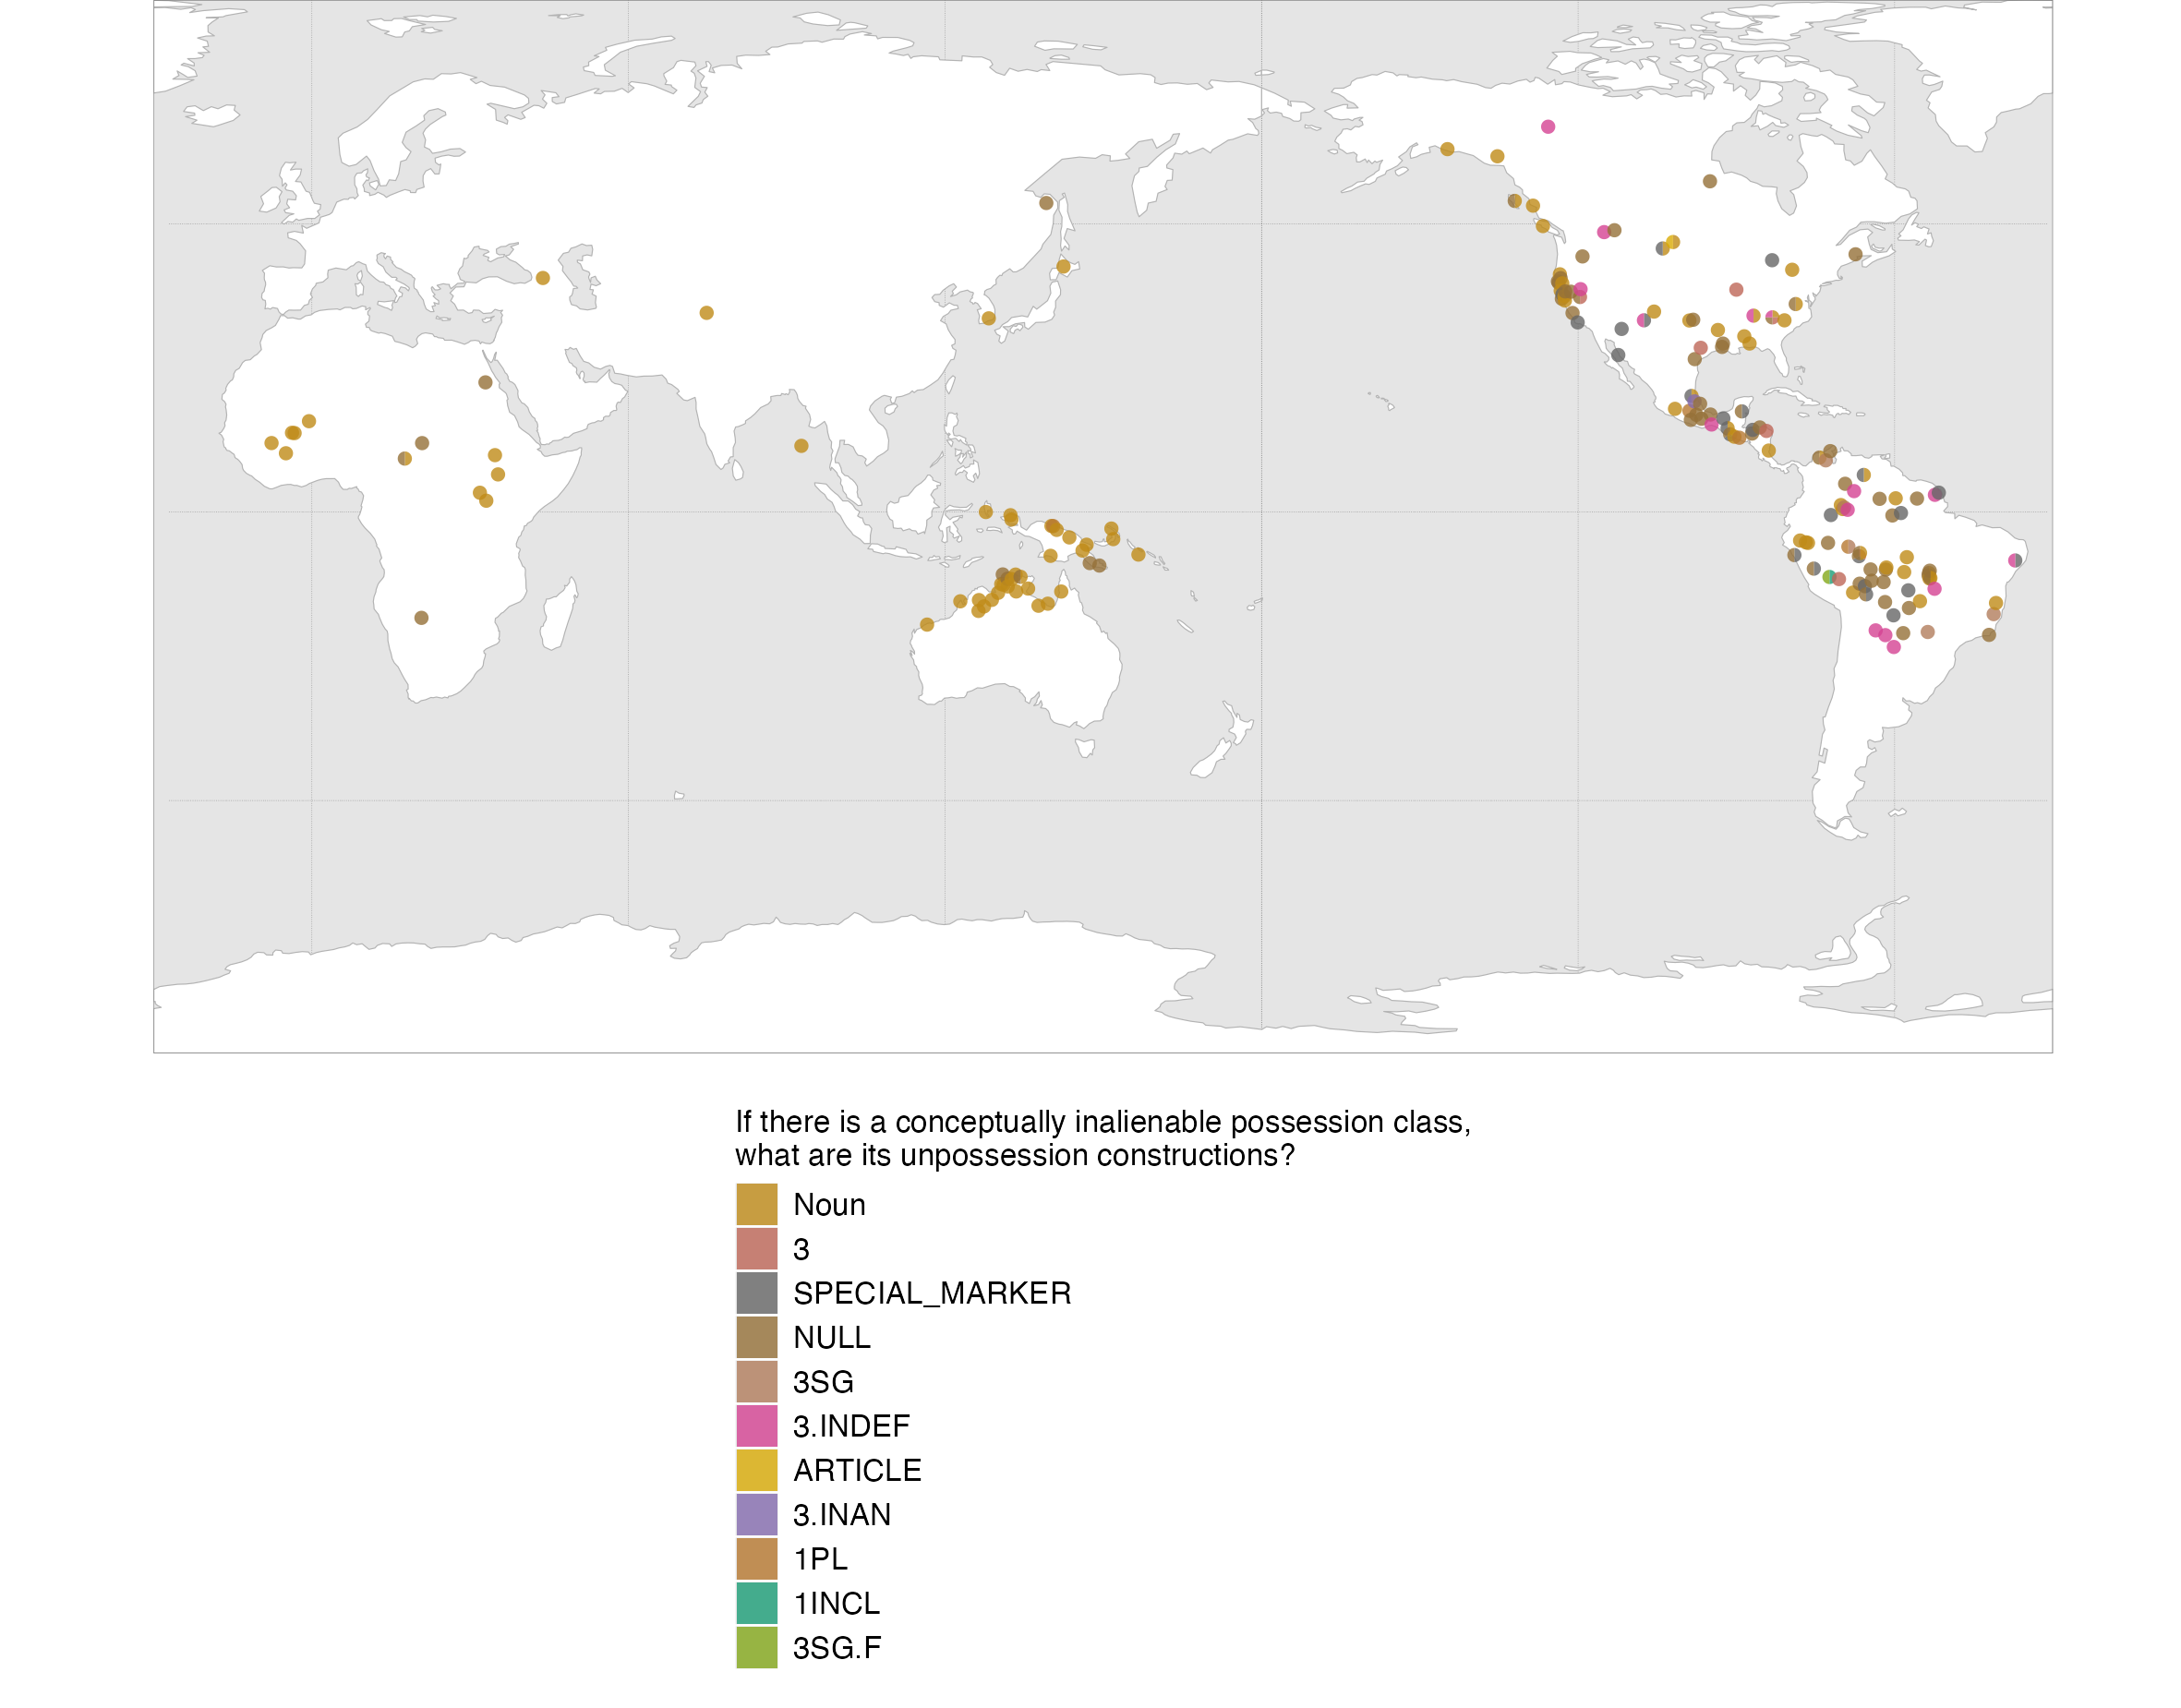 If there is a conceptually inalienable possession class,
what are its unpossession constructions?
Noun
3
SPECIAL_MARKER
NULL
3SG
3.INDEF
ARTICLE
3.INAN
1PL
1INCL
3SG.F